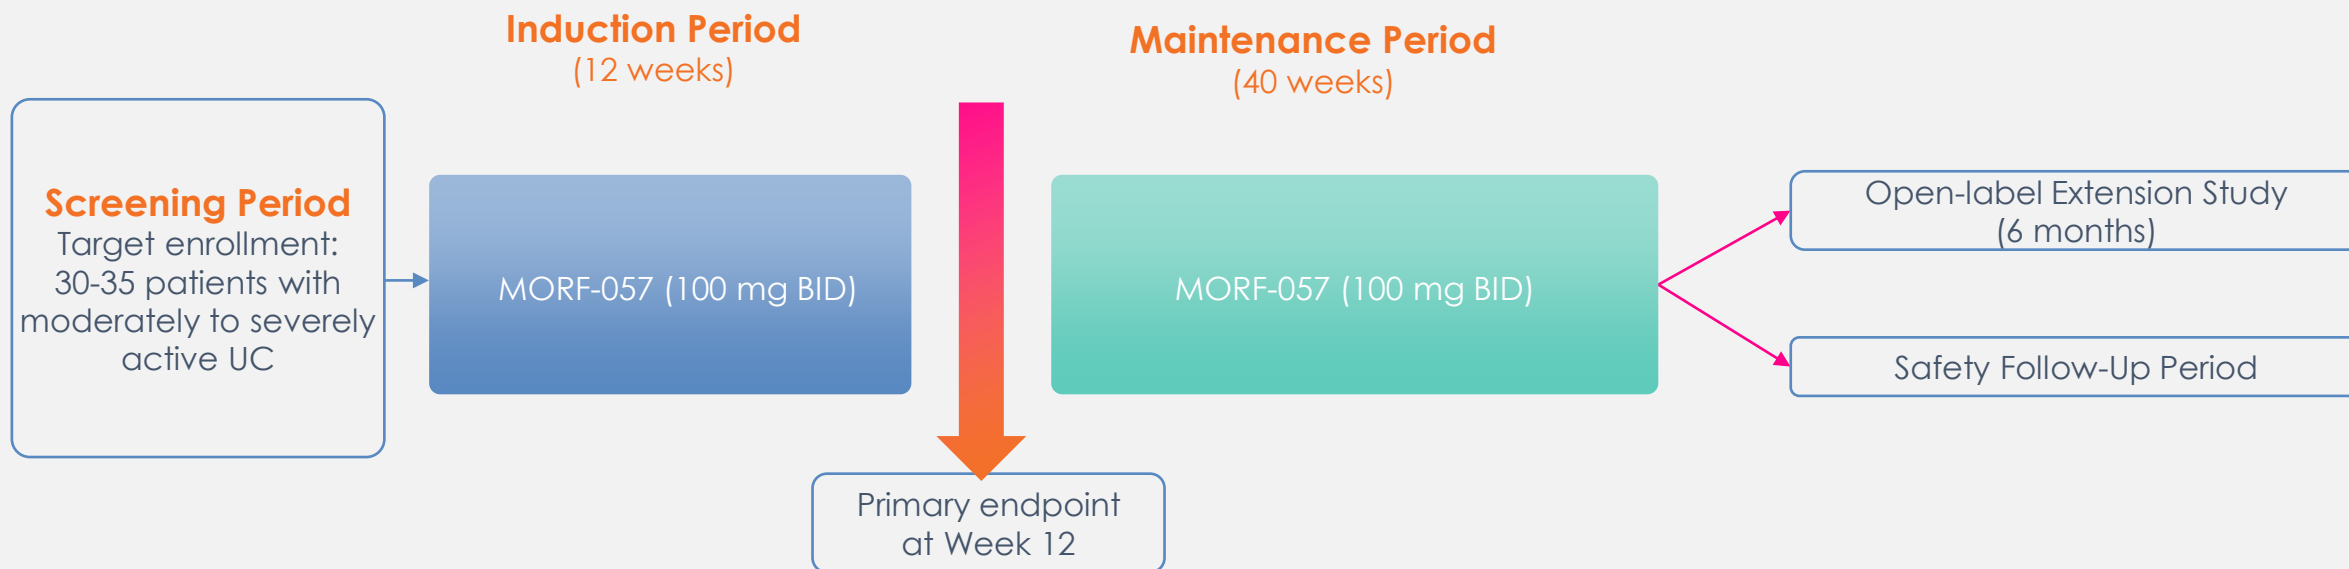 Induction Period
(12 weeks)
Maintenance Period
(40 weeks)
Screening Period
Target enrollment:
30-35 patients with
moderately to severely
active UC
MORF-057 (100 mg BID)
MORF-057 (100 mg BID)
Open-label Extension Study
(6 months)
Safety Follow-Up Period
Primary endpoint
at Week 12